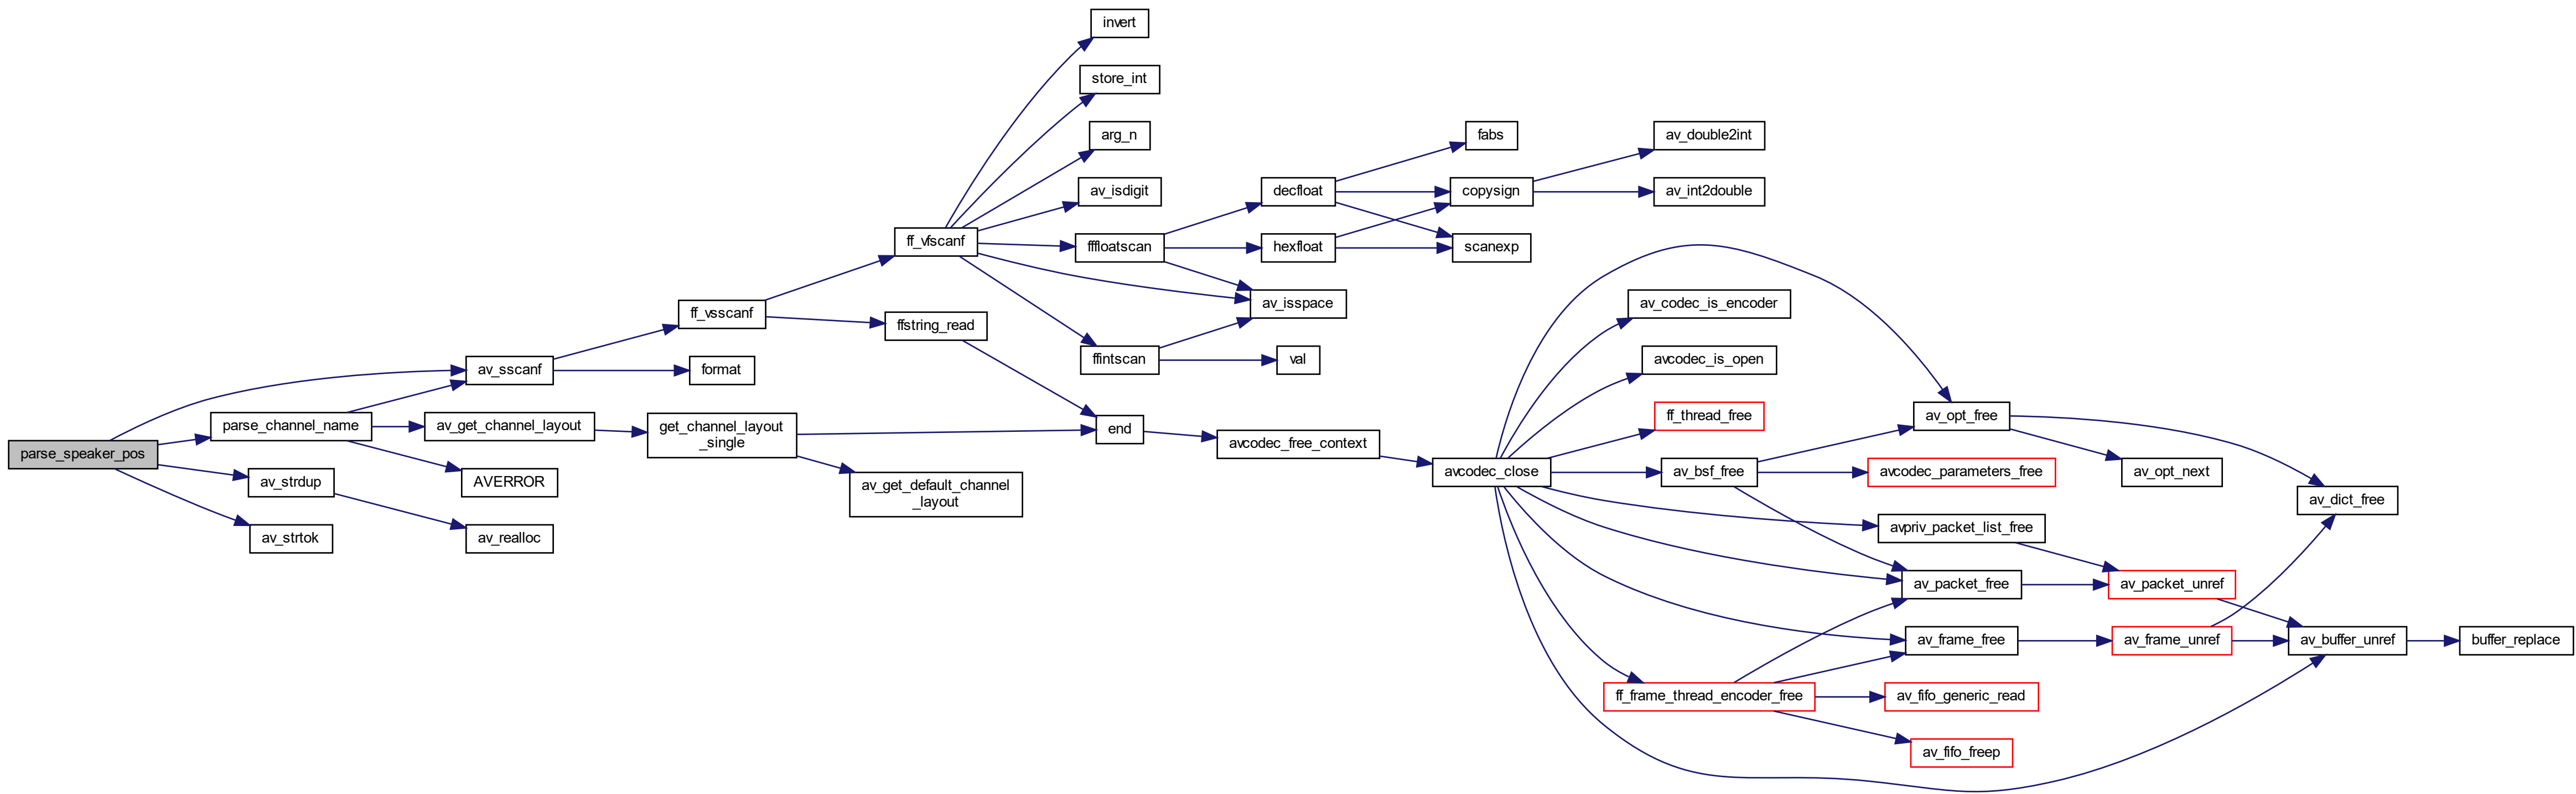 invert
store_int
arg_n
av_isdigit
fabs
av_double2int
ff_vfscanf
fffloatscan
decfloat
hexfloat
copysign
scanexp
av_int2double
ff_vsscanf
ffstring_read
av_isspace
ffintscan
val
av_sscanf
format
parse_speaker_pos
parse_channel_name
av_get_channel_layout
get_channel_layout
_single
end
avcodec_free_context
avcodec_close
av_strdup
AVERROR
av_get_default_channel
_layout
av_strtok
av_realloc
av_codec_is_encoder
avcodec_is_open
ff_thread_free
av_bsf_free
av_opt_free
avcodec_parameters_free
av_opt_next
av_dict_free
avpriv_packet_list_free
av_packet_free
av_packet_unref
av_frame_free
av_frame_unref
av_buffer_unref
buffer_replace
ff_frame_thread_encoder_free
av_fifo_generic_read
av_fifo_freep